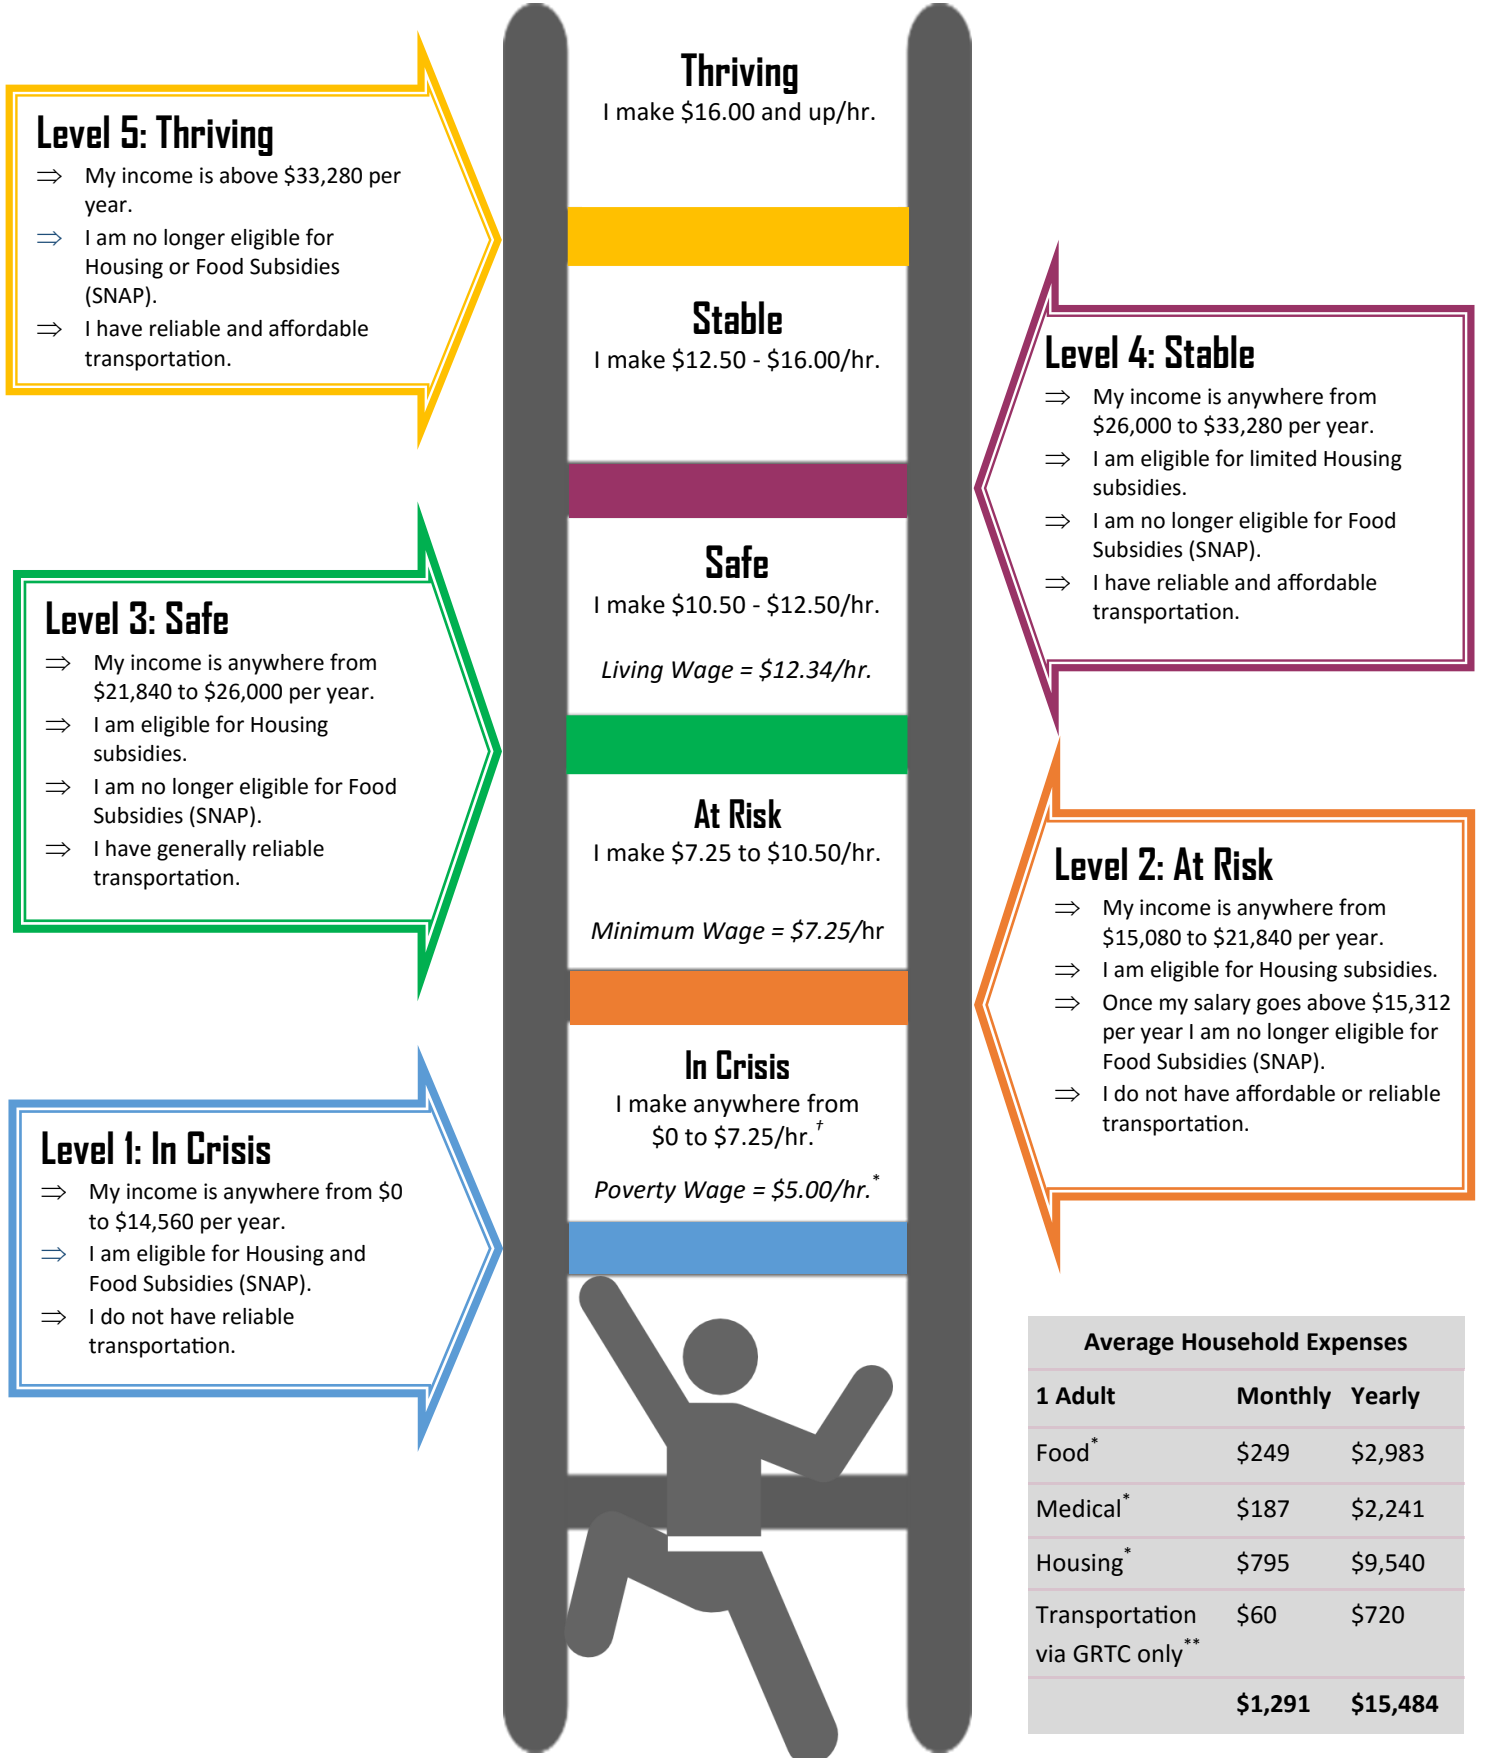 Thriving
I make $16.00 and up/hr.
Level 5: Thriving
⇒ My income is above $33,280 per
year.
⇒ I am no longer eligible for
Housing or Food Subsidies
(SNAP).
⇒ I have reliable and affordable
transportation.
Stable
I make $12.50 - $16.00/hr.
Level 4: Stable
⇒ My income is anywhere from
$26,000 to $33,280 per year.
⇒ I am eligible for limited Housing
subsidies.
⇒ I am no longer eligible for Food
Subsidies (SNAP).
⇒ I have reliable and affordable
transportation.
Safe
I make $10.50 - $12.50/hr.
Living Wage = $12.34/hr.
Level 3: Safe
⇒ My income is anywhere from
$21,840 to $26,000 per year.
⇒ I am eligible for Housing
subsidies.
⇒ I am no longer eligible for Food
Subsidies (SNAP).
⇒ I have generally reliable
transportation.
At Risk
I make $7.25 to $10.50/hr.
Minimum Wage = $7.25/hr
Level 2: At Risk
⇒ My income is anywhere from
$15,080 to $21,840 per year.
⇒ I am eligible for Housing subsidies.
⇒ Once my salary goes above $15,312
per year I am no longer eligible for
Food Subsidies (SNAP).
⇒ I do not have affordable or reliable
transportation.
In Crisis
I make anywhere from
$0 to $7.25/hr.†
Poverty Wage = $5.00/hr.*
Level 1: In Crisis
⇒ My income is anywhere from $0
to $14,560 per year.
⇒ I am eligible for Housing and
Food Subsidies (SNAP).
⇒ I do not have reliable
transportation.
Average Household Expenses
1 Adult Monthly Yearly
Food* $249 $2,983
Medical* $187 $2,241
Housing* $795 $9,540
Transportation $60 $720
via GRTC only**
$1,291 $15,484